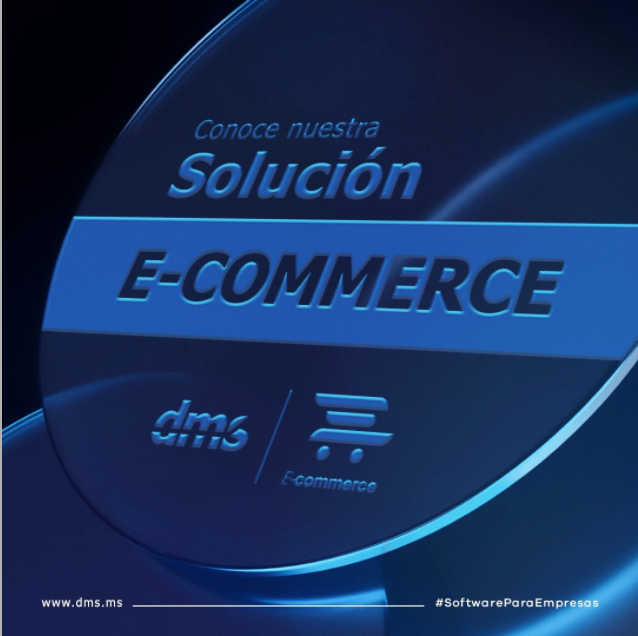 Conoce nuestra
Solución
E-COMMERCE
dms
E-commerce
www.dms.ms
#SoftwareParaEmpresas